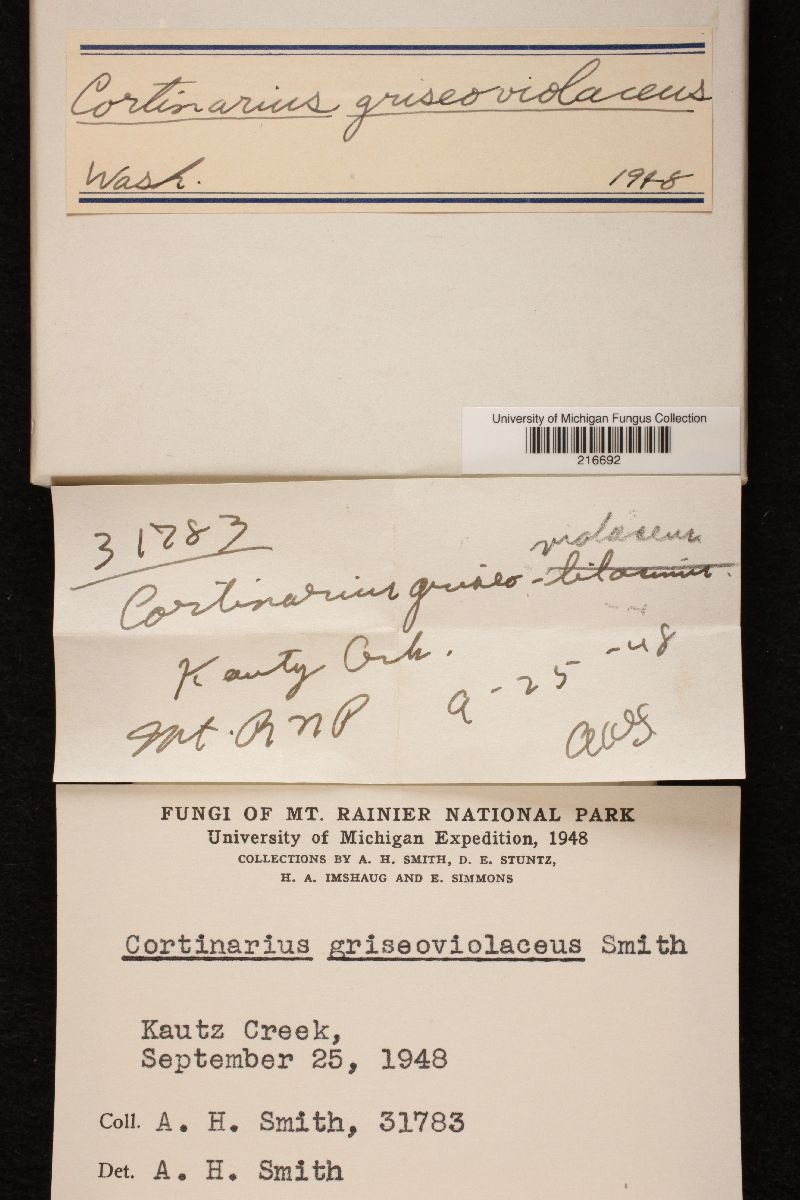 Cortinarius griseoviolaceus
Wash. 1948
University of Michigan Fungus Collection
216692
31783
violaceus
Cortinarius griseo-lilacinus.
Kautz Crk.
9-25-48
Mt. R N P
AHS
FUNGI OF MT. RAINIER NATIONAL PARK
University of Michigan Expedition, 1948
COLLECTIONS BY A. H. SMITH, D. E. STUNTZ,
H. A. IMSHAUG AND E. SIMMONS
Cortinarius griseoviolaceus Smith
Kautz Creek,
September 25, 1948
Coll. A. H. Smith, 31783
Det. A. H. Smith